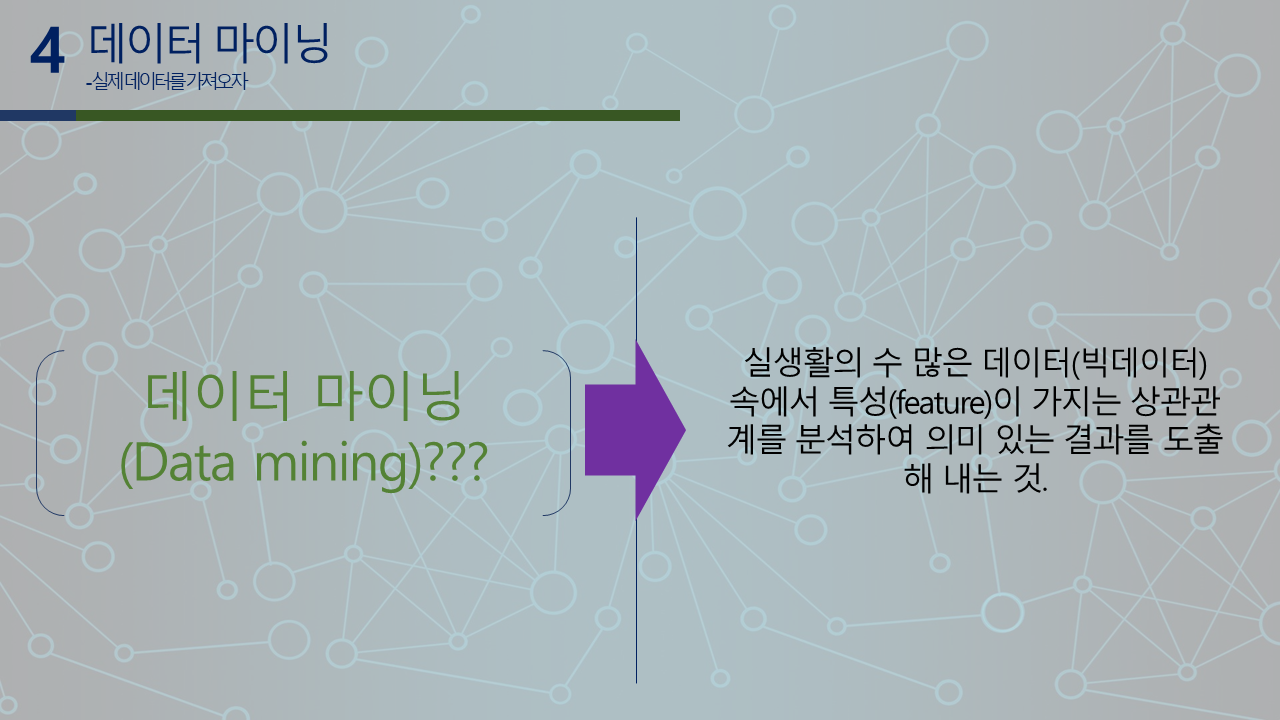 4 데이터 마이닝
-실제 데이터를 가져오자
데이터 마이닝
(Data mining)???
실생활의 수 많은 데이터(빅데이터)
속에서 특성(feature)이 가지는 상관관
계를 분석하여 의미 있는 결과를 도출
해 내는 것.